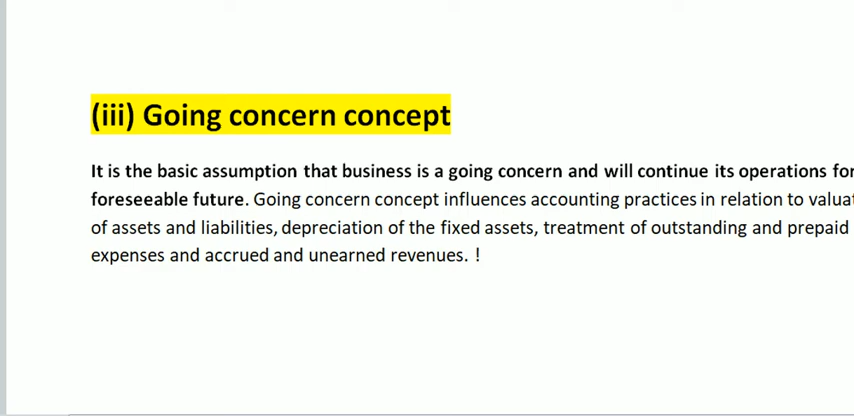 (iii) Going concern concept
It is the basic assumption that business is a going concern and will continue its operations for
foreseeable future. Going concern concept influences accounting practices in relation to valuat
of assets and liabilities, depreciation of the fixed assets, treatment of outstanding and prepaid
expenses and accrued and unearned revenues. !